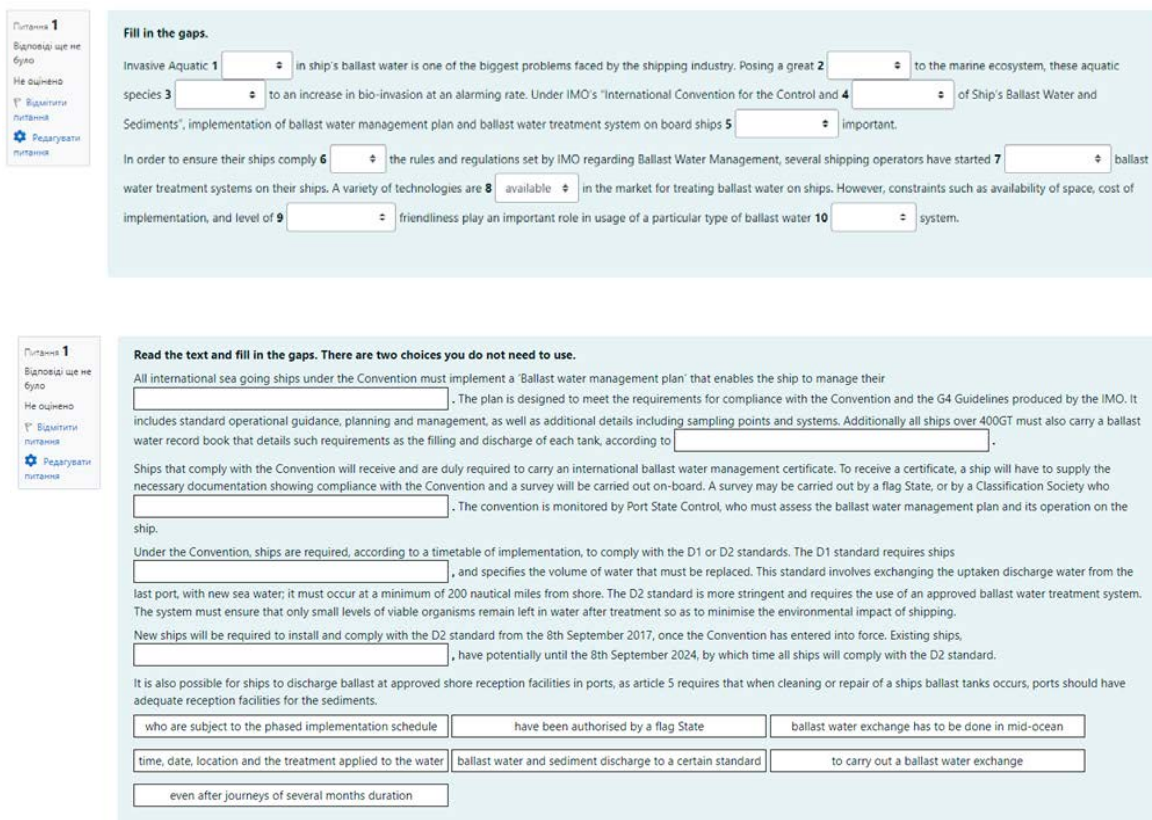 Питання 1
Відповіді ще не
було
Не оцінено
Відмітити
питання
Редагувати
питання
Fill in the gaps.
Invasive Aquatic 1 in ship's ballast water is one of the biggest problems faced by the shipping industry. Posing a great 2 to the marine ecosystem, these aquatic
species 3 to an increase in bio-invasion at an alarming rate. Under IMO's "International Convention for the Control and 4 of Ship's Ballast Water and
Sediments", implementation of ballast water management plan and ballast water treatment system on board ships 5 important.
In order to ensure their ships comply 6 the rules and regulations set by IMO regarding Ballast Water Management, several shipping operators have started 7 ballast
water treatment systems on their ships. A variety of technologies are 8 available in the market for treating ballast water on ships. However, constraints such as availability of space, cost of
implementation, and level of 9 friendliness play an important role in usage of a particular type of ballast water 10 system.
Питання 1
Відповіді ще не
було
Не оцінено
Відмітити
питання
Редагувати
питання
Read the text and fill in the gaps. There are two choices you do not need to use.
All international sea going ships under the Convention must implement a 'Ballast water management plan' that enables the ship to manage their
. The plan is designed to meet the requirements for compliance with the Convention and the G4 Guidelines produced by the IMO. It
includes standard operational guidance, planning and management, as well as additional details including sampling points and systems. Additionally all ships over 400GT must also carry a ballast
water record book that details such requirements as the filling and discharge of each tank, according to .
Ships that comply with the Convention will receive and are duly required to carry an international ballast water management certificate. To receive a certificate, a ship will have to supply the
necessary documentation showing compliance with the Convention and a survey will be carried out on-board. A survey may be carried out by a flag State, or by a Classification Society who
. The convention is monitored by Port State Control, who must assess the ballast water management plan and its operation on the
ship.
Under the Convention, ships are required, according to a timetable of implementation, to comply with the D1 or D2 standards. The D1 standard requires ships
, and specifies the volume of water that must be replaced. This standard involves exchanging the uptaken discharge water from the
last port, with new sea water; it must occur at a minimum of 200 nautical miles from shore. The D2 standard is more stringent and requires the use of an approved ballast water treatment system.
The system must ensure that only small levels of viable organisms remain left in water after treatment so as to minimise the environmental impact of shipping.
New ships will be required to install and comply with the D2 standard from the 8th September 2017, once the Convention has entered into force. Existing ships,
, have potentially until the 8th September 2024, by which time all ships will comply with the D2 standard.
It is also possible for ships to discharge ballast at approved shore reception facilities in ports, as article 5 requires that when cleaning or repair of a ships ballast tanks occurs, ports should have
adequate reception facilities for the sediments.
who are subject to the phased implementation schedule have been authorised by a flag State ballast water exchange has to be done in mid-ocean
time, date, location and the treatment applied to the water ballast water and sediment discharge to a certain standard to carry out a ballast water exchange
even after journeys of several months duration